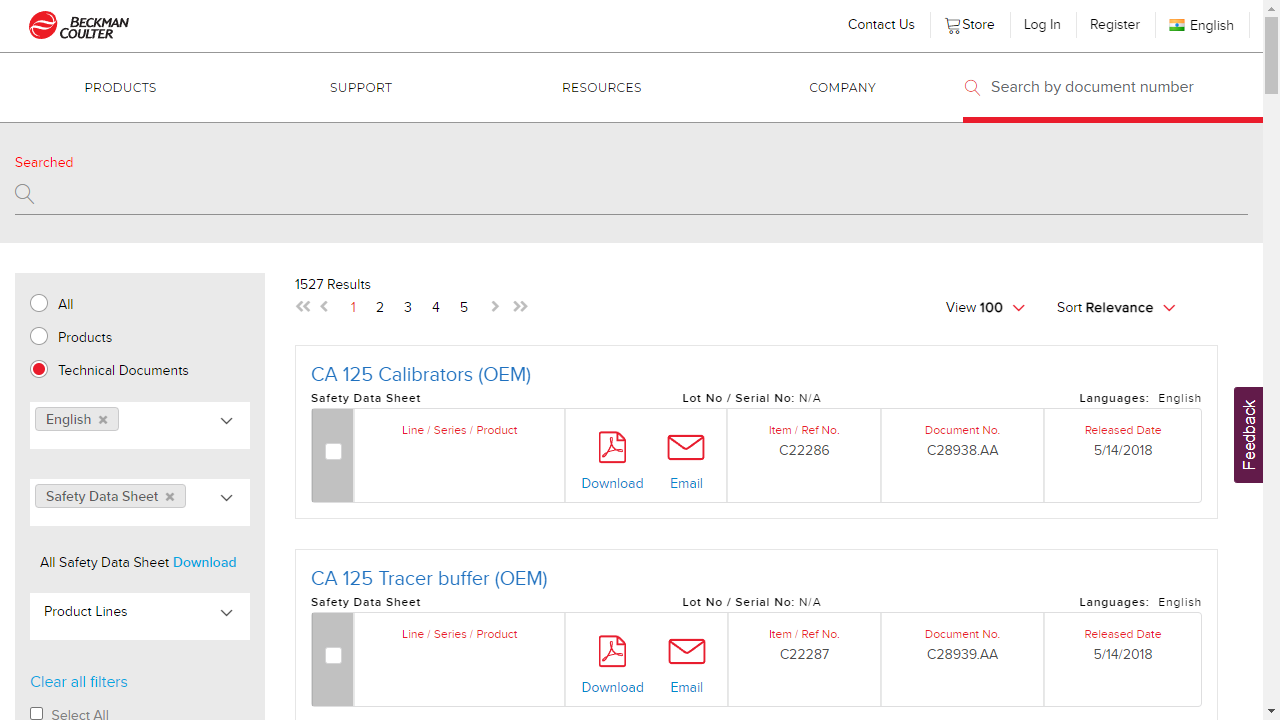 BECKMAN
COULTER
Contact Us
Store
Log In
Register
English
PRODUCTS
SUPPORT
RESOURCES
COMPANY
Search by document number
Searched
All
Products
Technical Documents
English
Safety Data Sheet
All Safety Data Sheet Download
Product Lines
Clear all filters
Select All
1527 Results
1 2 3 4 5
View 100
Sort Relevance
CA 125 Calibrators (OEM)
Safety Data Sheet Lot No / Serial No: N/A Languages: English
Line / Series / Product
Download
Email
Item / Ref No.
C22286
Document No.
C28938.AA
Released Date
5/14/2018
CA 125 Tracer buffer (OEM)
Safety Data Sheet Lot No / Serial No: N/A Languages: English
Line / Series / Product
Download
Email
Item / Ref No.
C22287
Document No.
C28939.AA
Released Date
5/14/2018
Feedback